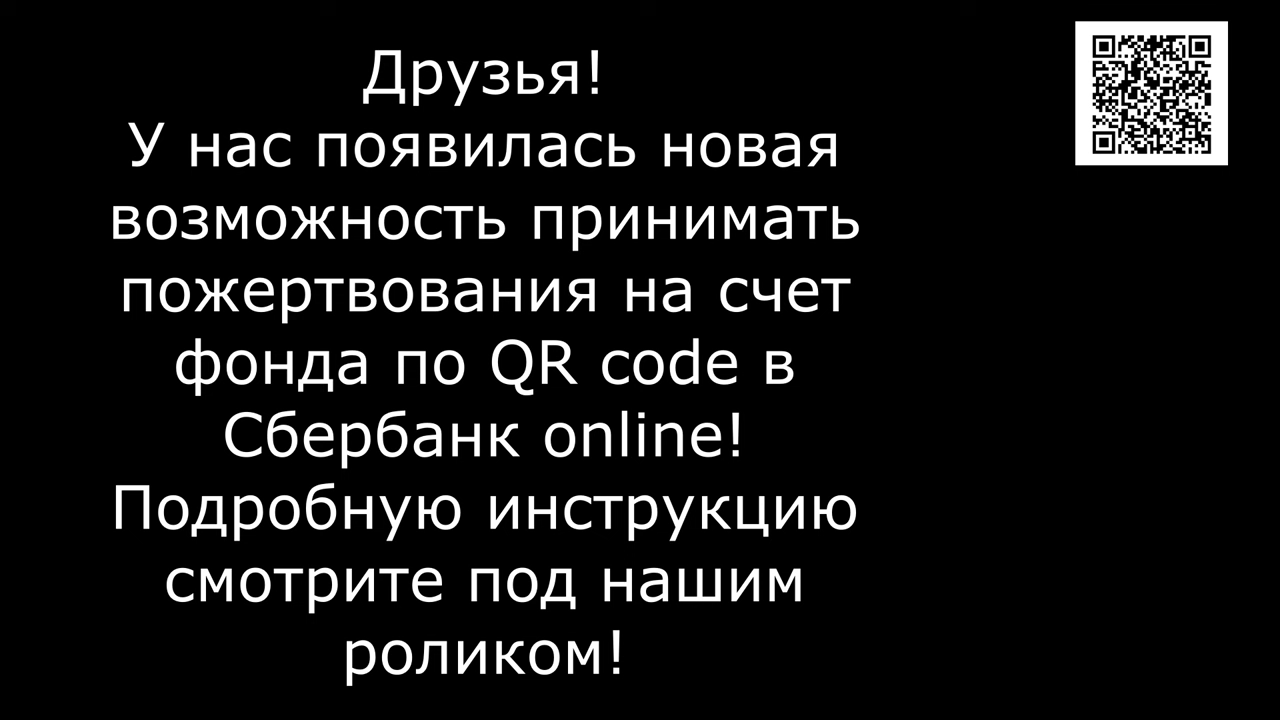 Друзья!
У нас появилась новая
возможность принимать
пожертвования на счет
фонда по QR code в
Сбербанк online!
Подробную инструкцию
смотрите под нашим
роликом!